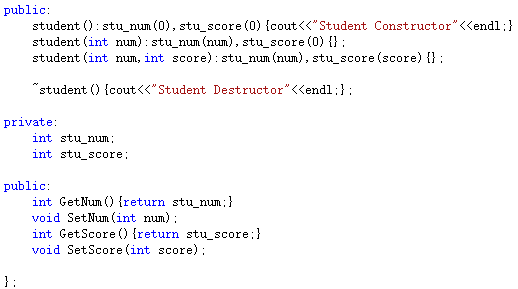 public:
    student():stu_num(0),stu_score(0){cout<<"Student Constructor"<<endl;}
    student(int num):stu_num(num),stu_score(0){};
    student(int num,int score):stu_num(num),stu_score(score){};
    ~student(){cout<<"Student Destructor"<<endl;};
private:
    int stu_num;
    int stu_score;
public:
    int GetNum(){return stu_num;}
    void SetNum(int num);
    int GetScore(){return stu_score;}
    void SetScore(int score);
};